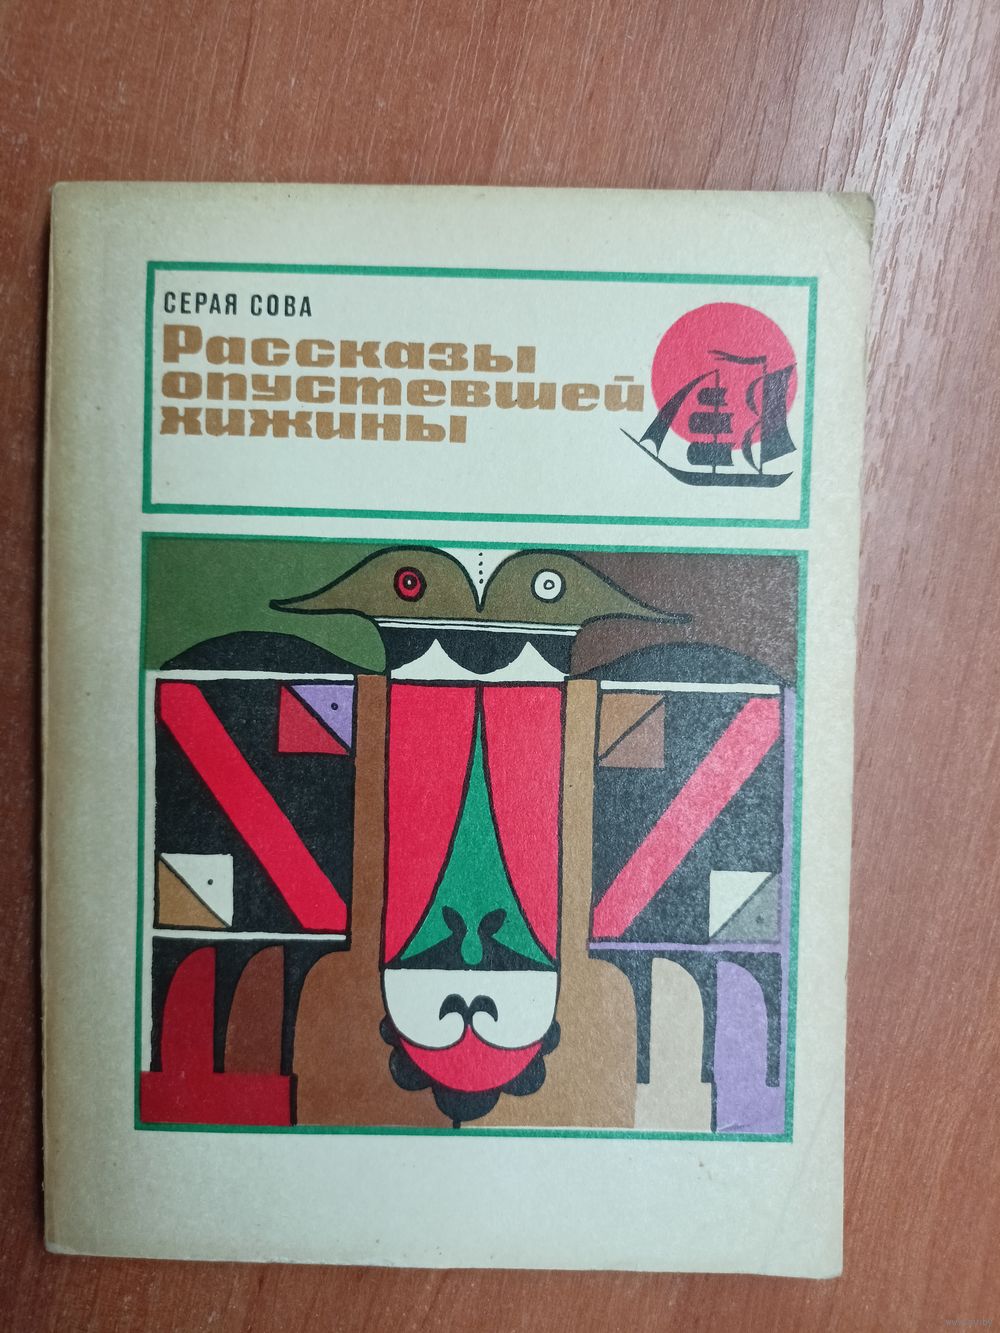 СЕРАЯ СОВА
Рассказы
опустевшей
хижины